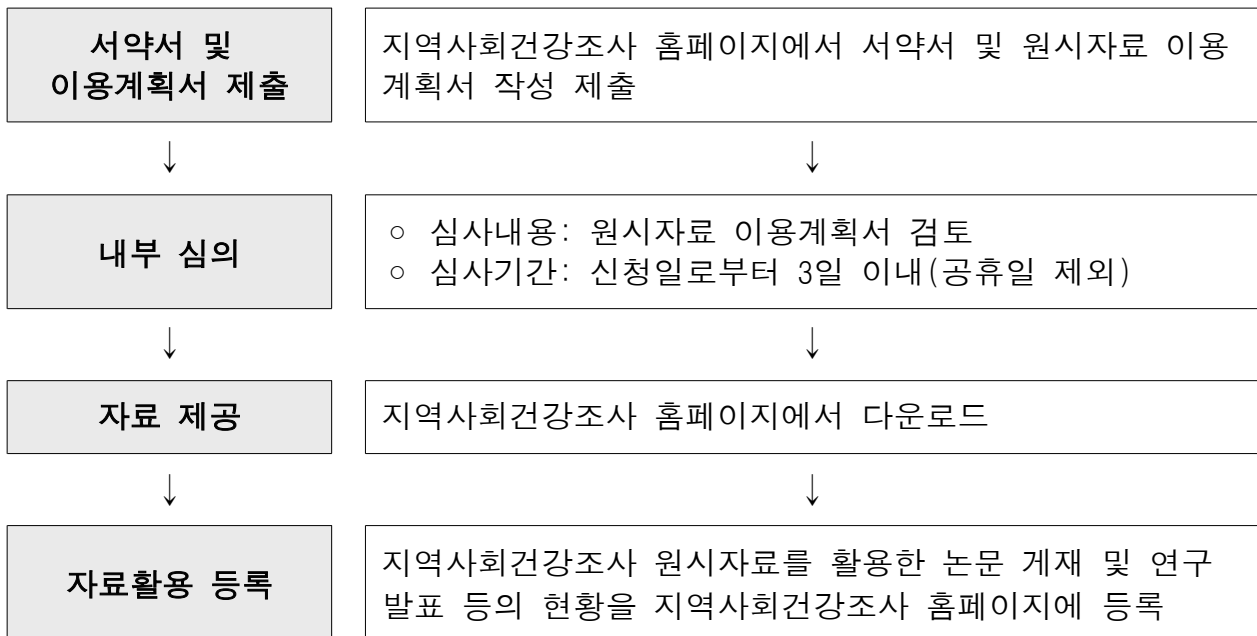 서약서 및
이용계획서 제출
지역사회건강조사 홈페이지에서 서약서 및 원시자료 이용
계획서 작성 제출
↓ ↓
내부 심의
○ 심사내용: 원시자료 이용계획서 검토
○ 심사기간: 신청일로부터 3일 이내(공휴일 제외)
↓ ↓
자료 제공
지역사회건강조사 홈페이지에서 다운로드
↓ ↓
자료활용 등록
지역사회건강조사 원시자료를 활용한 논문 게재 및 연구
발표 등의 현황을 지역사회건강조사 홈페이지에 등록